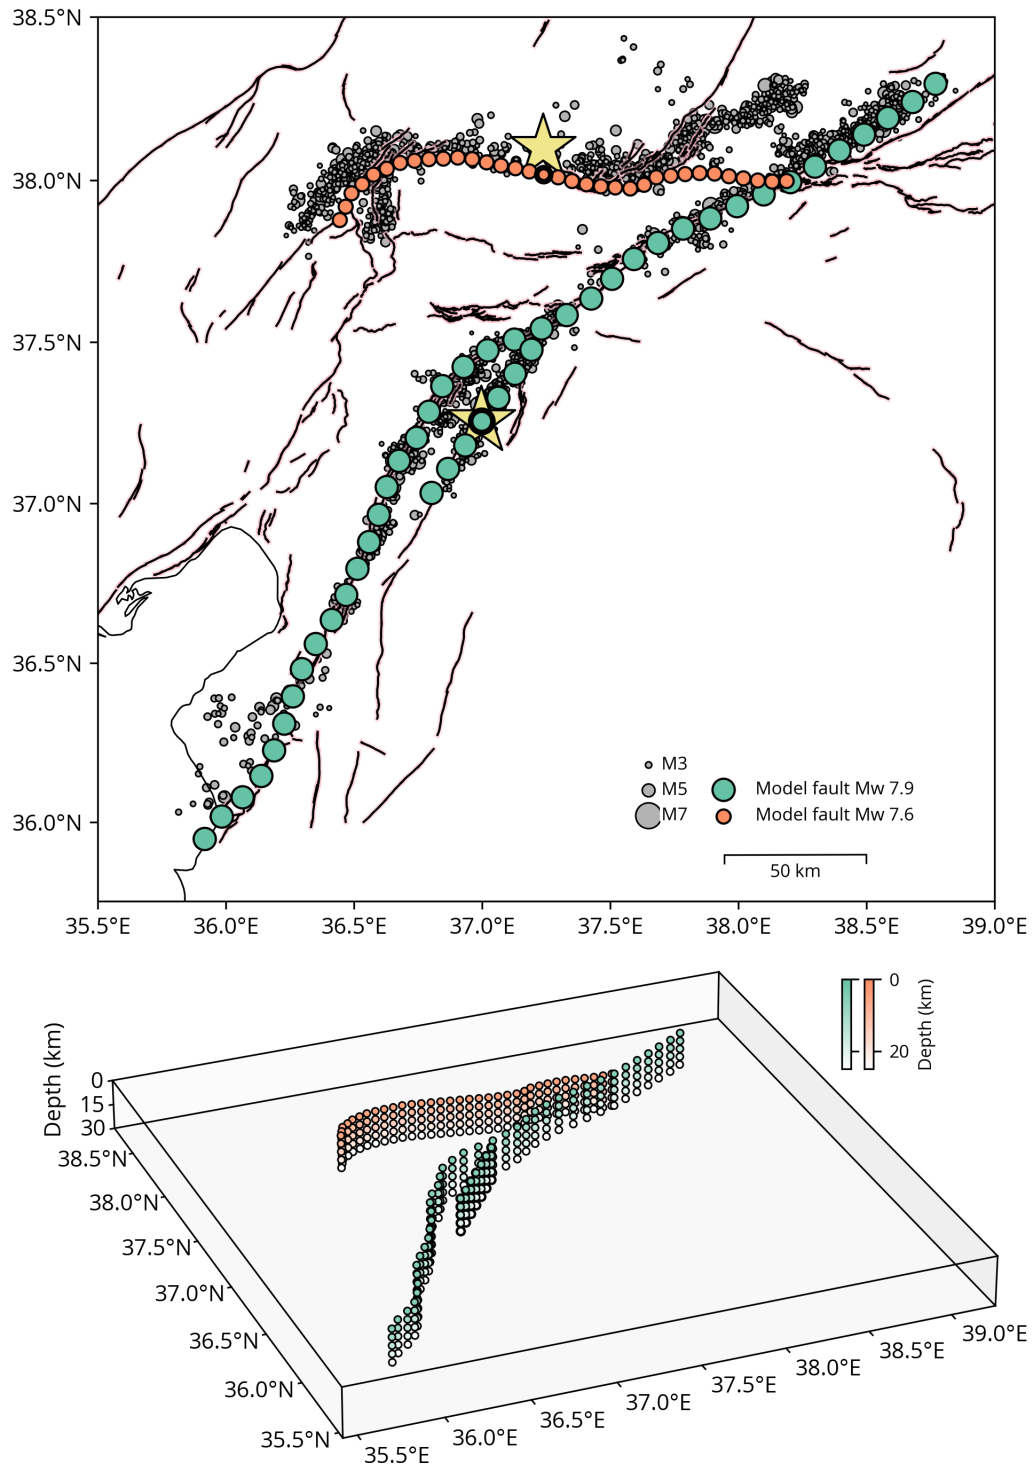 38.5°N
38.0°N
37.5°N
37.0°N
36.5°N
36.0°N
M3
M5
M7
Model fault Mw 7.9
Model fault Mw 7.6
50 km
35.5°E
36.0°E
36.5°E
37.0°E
37.5°E
38.0°E
38.5°E
39.0°E
0
20
Depth (km)
Depth (km)
0
15
30
38.5°N
38.0°N
37.5°N
37.0°N
36.5°N
36.0°N
35.5°N
35.5°E
36.0°E
36.5°E
37.0°E
37.5°E
38.0°E
38.5°E
39.0°E